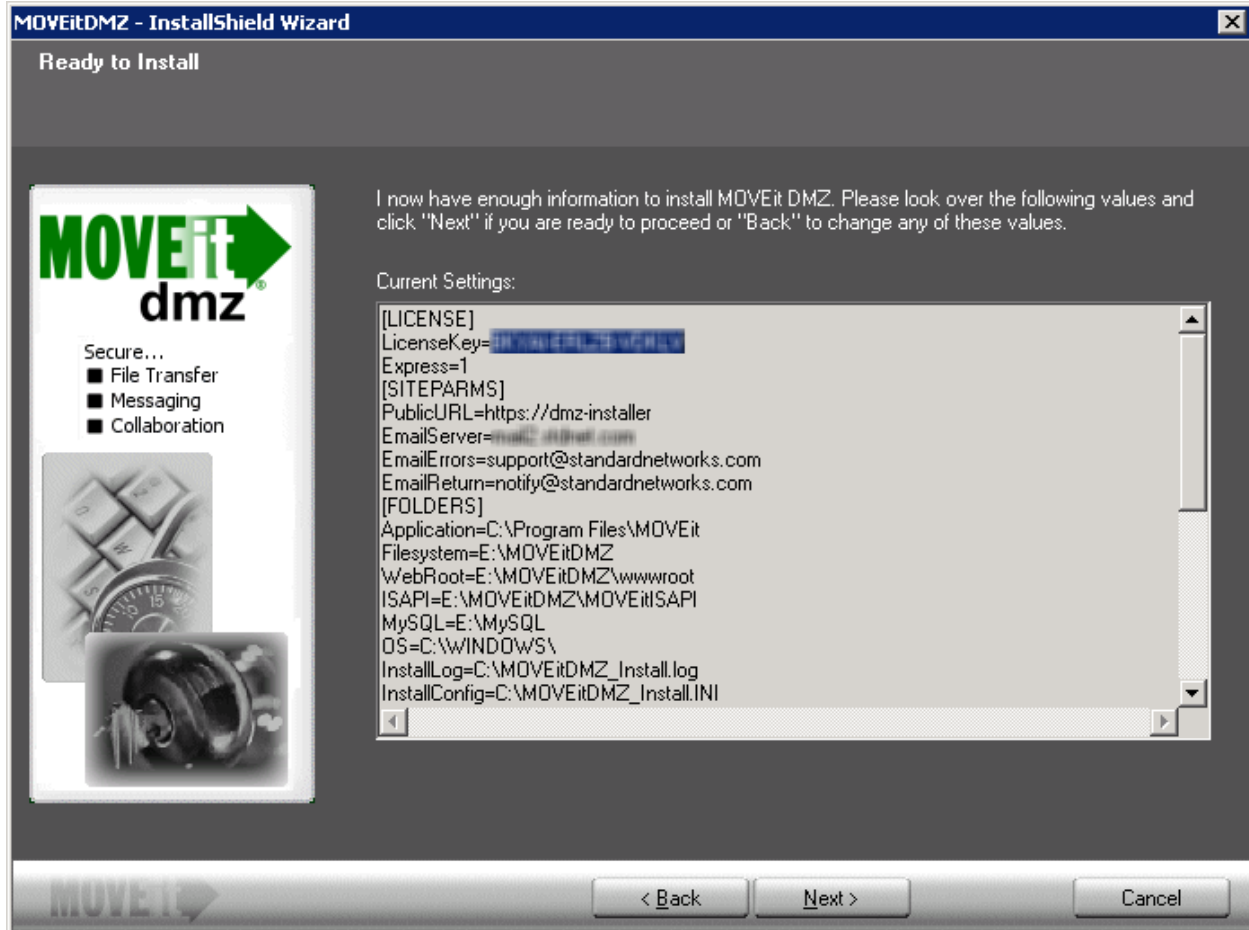 MOVEitDMZ - InstallShield Wizard
Ready to Install
MOVEit
dmz
Secure...
File Transfer
Messaging
Collaboration
I now have enough information to install MOVEit DMZ. Please look over the following values and
click "Next" if you are ready to proceed or "Back" to change any of these values.
Current Settings:
[LICENSE]
LicenseKey=
Express=1
[SITEPARMS]
PublicURL=https://dmz-installer
EmailServer=
EmailErrors=support@standardnetworks.com
EmailReturn=notify@standardnetworks.com
[FOLDERS]
Application=C:\Program Files\MOVEit
Filesystem=E:\MOVEitDMZ
WebRoot=E:\MOVEitDMZ\wwwroot
ISAPI=E:\MOVEitDMZ\MOVEitISAPI
MySQL=E:\MySQL
OS=C:\WINDOWS\
InstallLog=C:\MOVEitDMZ_Install.log
InstallConfig=C:\MOVEitDMZ_Install.INI
MOVEit
< Back
Next >
Cancel